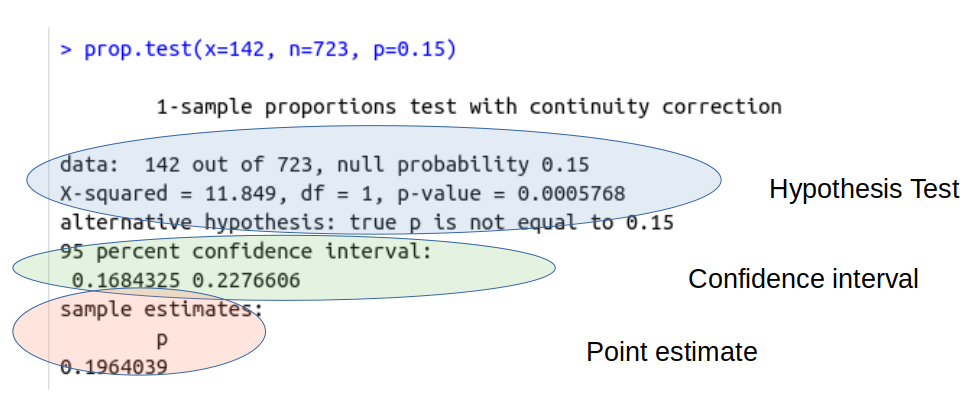 > prop.test(x=142, n=723, p=0.15)
1-sample proportions test with continuity correction
data:  142 out of 723, null probability 0.15
X-squared = 11.849, df = 1, p-value = 0.0005768
alternative hypothesis: true p is not equal to 0.15
Hypothesis Test
95 percent confidence interval:
0.1684325 0.2276606
Confidence interval
sample estimates:
p
0.1964039
Point estimate